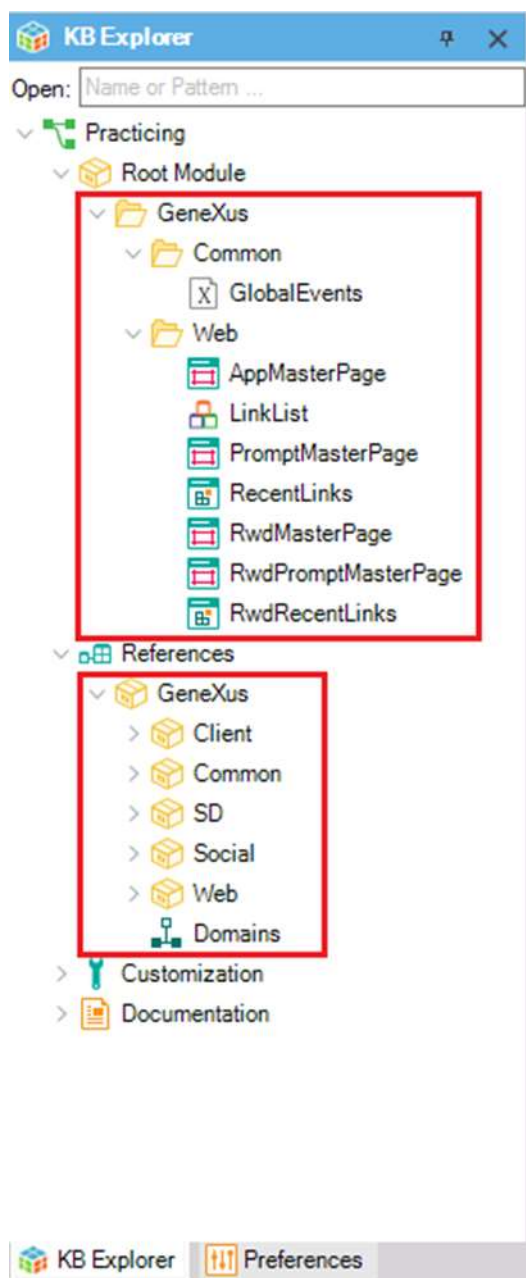 KB Explorer
Open: Name or Pattern ...
Practicing
Root Module
GeneXus
Common
GlobalEvents
Web
AppMasterPage
LinkList
PromptMasterPage
RecentLinks
RwdMasterPage
RwdPromptMasterPage
RwdRecentLinks
References
GeneXus
Client
Common
SD
Social
Web
Domains
Customization
Documentation
KB Explorer Preferences